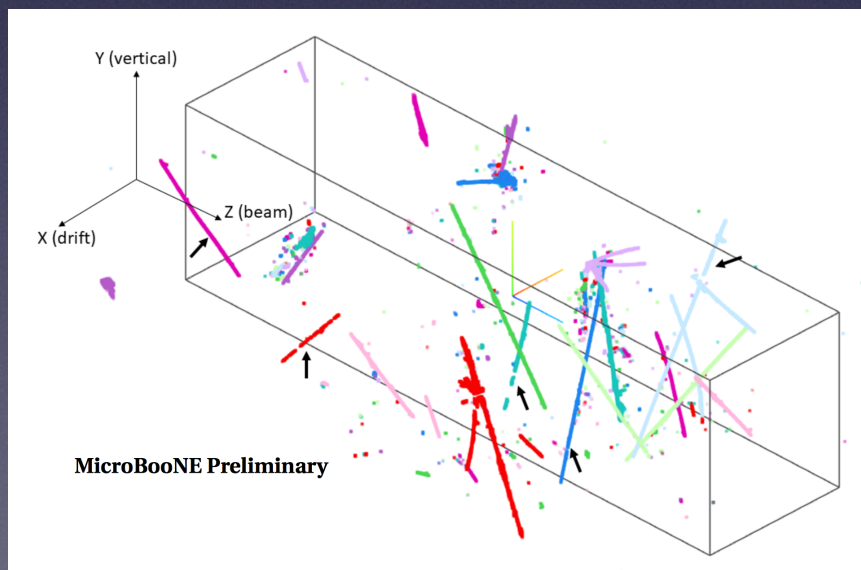 Y (vertical)
Z (beam)
X (drift)
MicroBooNE Preliminary